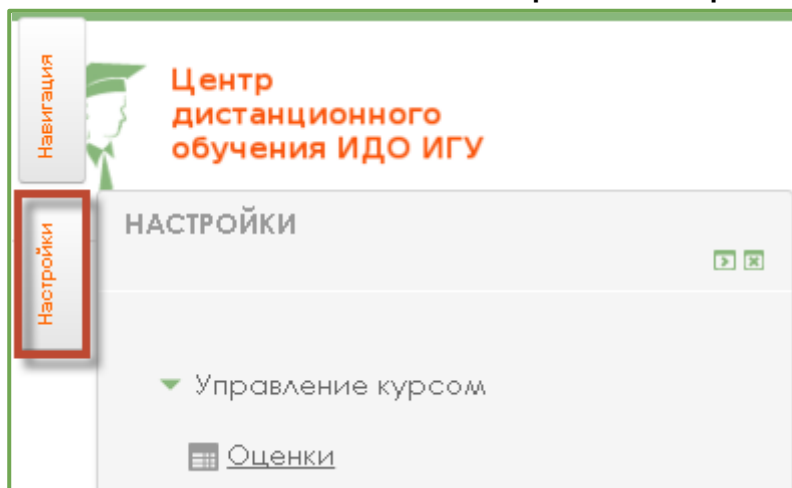 Навигация
Центр
дистанционного
обучения ИДО ИГУ
Настройки
НАСТРОЙКИ
Управление курсом
Оценки